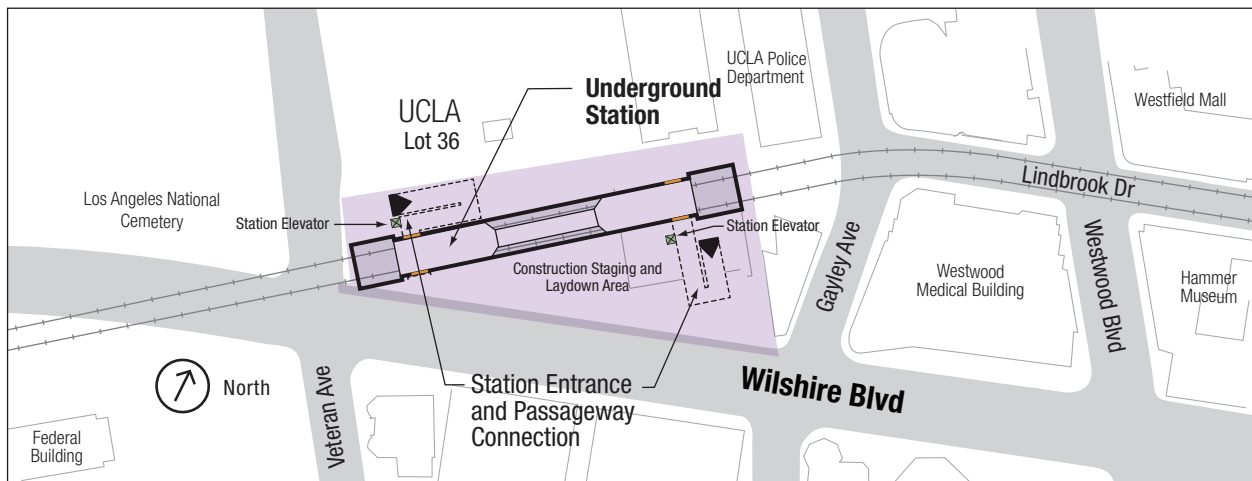 UCLA Police
Department
Westfield Mall
UCLA
Lot 36
Underground
Station
Los Angeles National
Cemetery
Station Elevator
Station Elevator
Lindbrook Dr
Construction Staging and
Laydown Area
Gayley Ave
Westwood
Medical Building
Westwood Blvd
Hammer
Museum
North
Veteran Ave
Station Entrance
and Passageway
Connection
Wilshire Blvd
Federal
Building